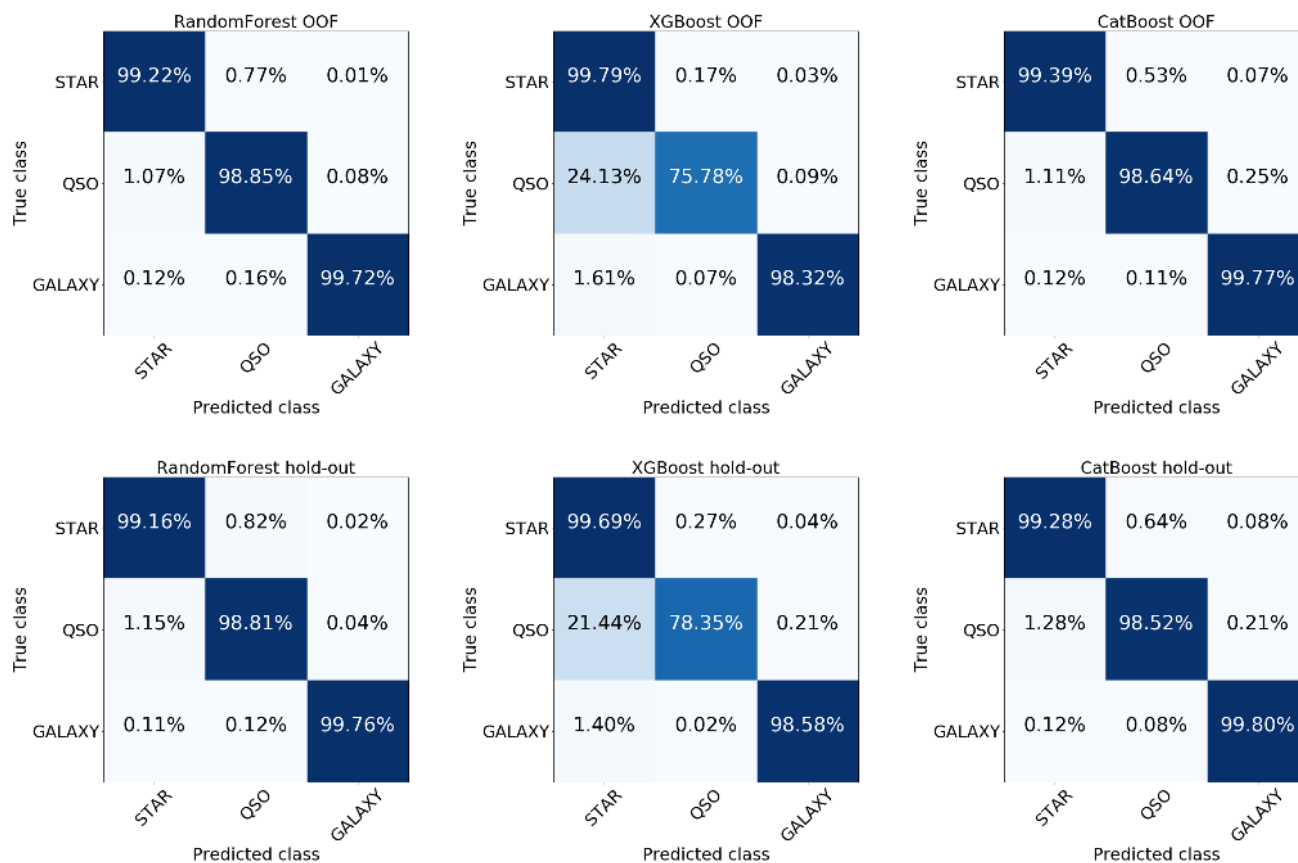 RandomForest OOF
True class
STAR 99.22% 0.77% 0.01%
QSO 1.07% 98.85% 0.08%
GALAXY 0.12% 0.16% 99.72%
STAR QSO GALAXY
Predicted class
XGBoost OOF
True class
STAR 99.79% 0.17% 0.03%
QSO 24.13% 75.78% 0.09%
GALAXY 1.61% 0.07% 98.32%
STAR QSO GALAXY
Predicted class
CatBoost OOF
True class
STAR 99.39% 0.53% 0.07%
QSO 1.11% 98.64% 0.25%
GALAXY 0.12% 0.11% 99.77%
STAR QSO GALAXY
Predicted class
RandomForest hold-out
True class
STAR 99.16% 0.82% 0.02%
QSO 1.15% 98.81% 0.04%
GALAXY 0.11% 0.12% 99.76%
STAR QSO GALAXY
Predicted class
XGBoost hold-out
True class
STAR 99.69% 0.27% 0.04%
QSO 21.44% 78.35% 0.21%
GALAXY 1.40% 0.02% 98.58%
STAR QSO GALAXY
Predicted class
CatBoost hold-out
True class
STAR 99.28% 0.64% 0.08%
QSO 1.28% 98.52% 0.21%
GALAXY 0.12% 0.08% 99.80%
STAR QSO GALAXY
Predicted class